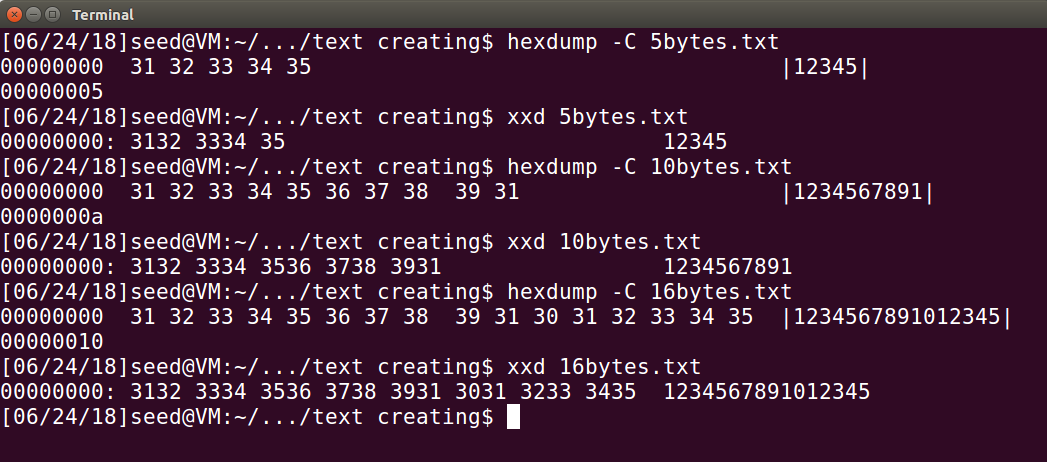 Terminal
[06/24/18]seed@VM:~/.../text creating$ hexdump -C 5bytes.txt
00000000  31 32 33 34 35                                    |12345|
00000005
[06/24/18]seed@VM:~/.../text creating$ xxd 5bytes.txt
00000000: 3132 3334 35                             12345
[06/24/18]seed@VM:~/.../text creating$ hexdump -C 10bytes.txt
00000000  31 32 33 34 35 36 37 38  39 31                    |1234567891|
0000000a
[06/24/18]seed@VM:~/.../text creating$ xxd 10bytes.txt
00000000: 3132 3334 3536 3738 3931                 1234567891
[06/24/18]seed@VM:~/.../text creating$ hexdump -C 16bytes.txt
00000000  31 32 33 34 35 36 37 38  39 31 30 31 32 33 34 35  |1234567891012345|
00000010
[06/24/18]seed@VM:~/.../text creating$ xxd 16bytes.txt
00000000: 3132 3334 3536 3738 3931 3031 3233 3435  1234567891012345
[06/24/18]seed@VM:~/.../text creating$